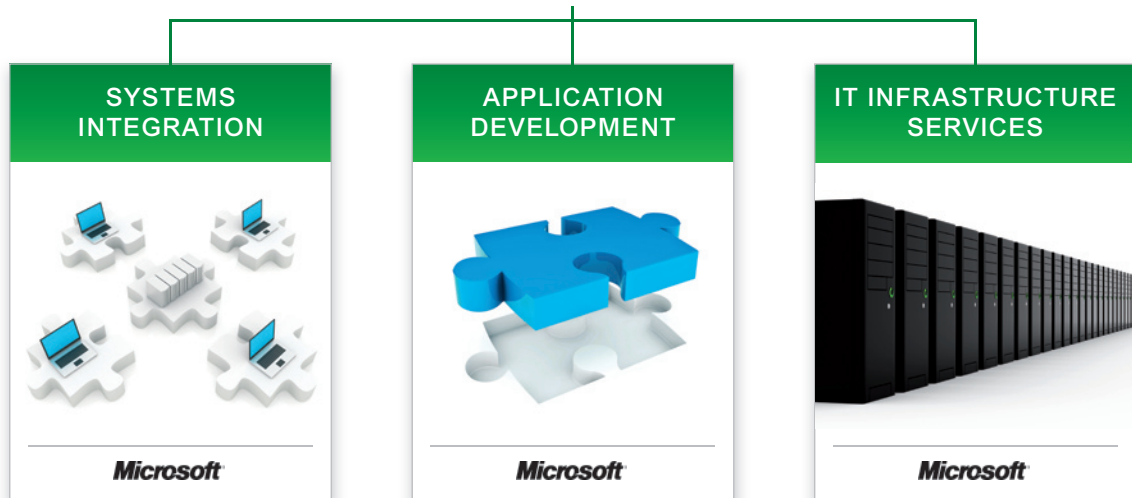 SYSTEMS
INTEGRATION
APPLICATION
DEVELOPMENT
IT INFRASTRUCTURE
SERVICES
Microsoft
Microsoft
Microsoft